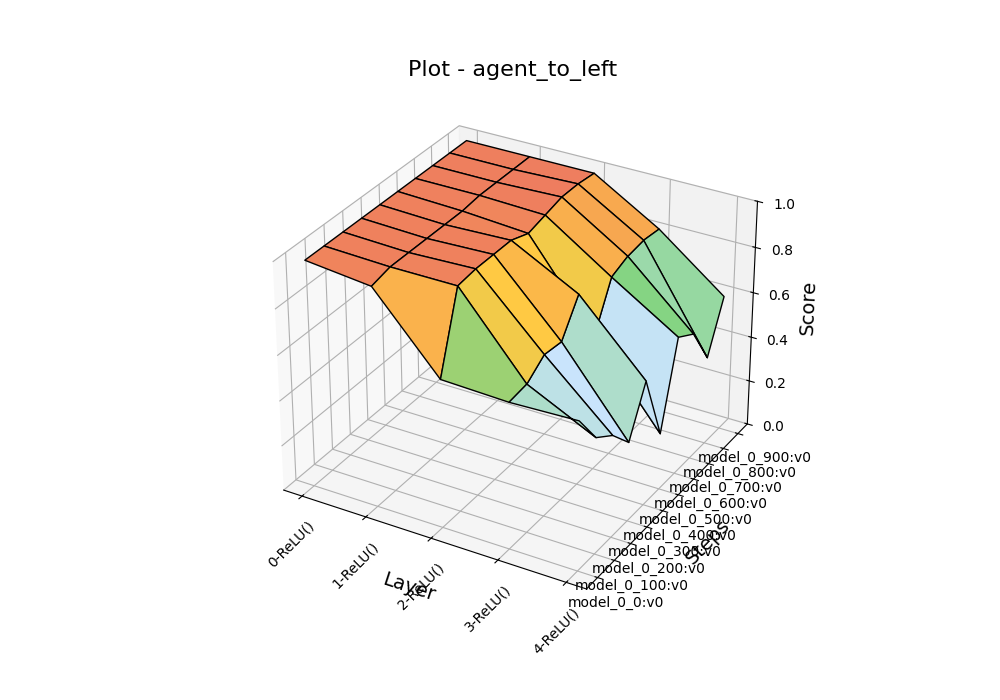 Plot - agent_to_left
1.0
0.8
Score
0.6
0.4
0.2
0.0
model_0_900:v0
model_0_800:v0
model_0_700:v0
model_0_600:v0
model_0_500:v0
model_0_400:v0
Steps
model_0_300:v0
model_0_200:v0
model_0_100:v0
model_0_0:v0
0-ReLU()
1-ReLU()
Layer
2-ReLU()
3-ReLU()
4-ReLU()